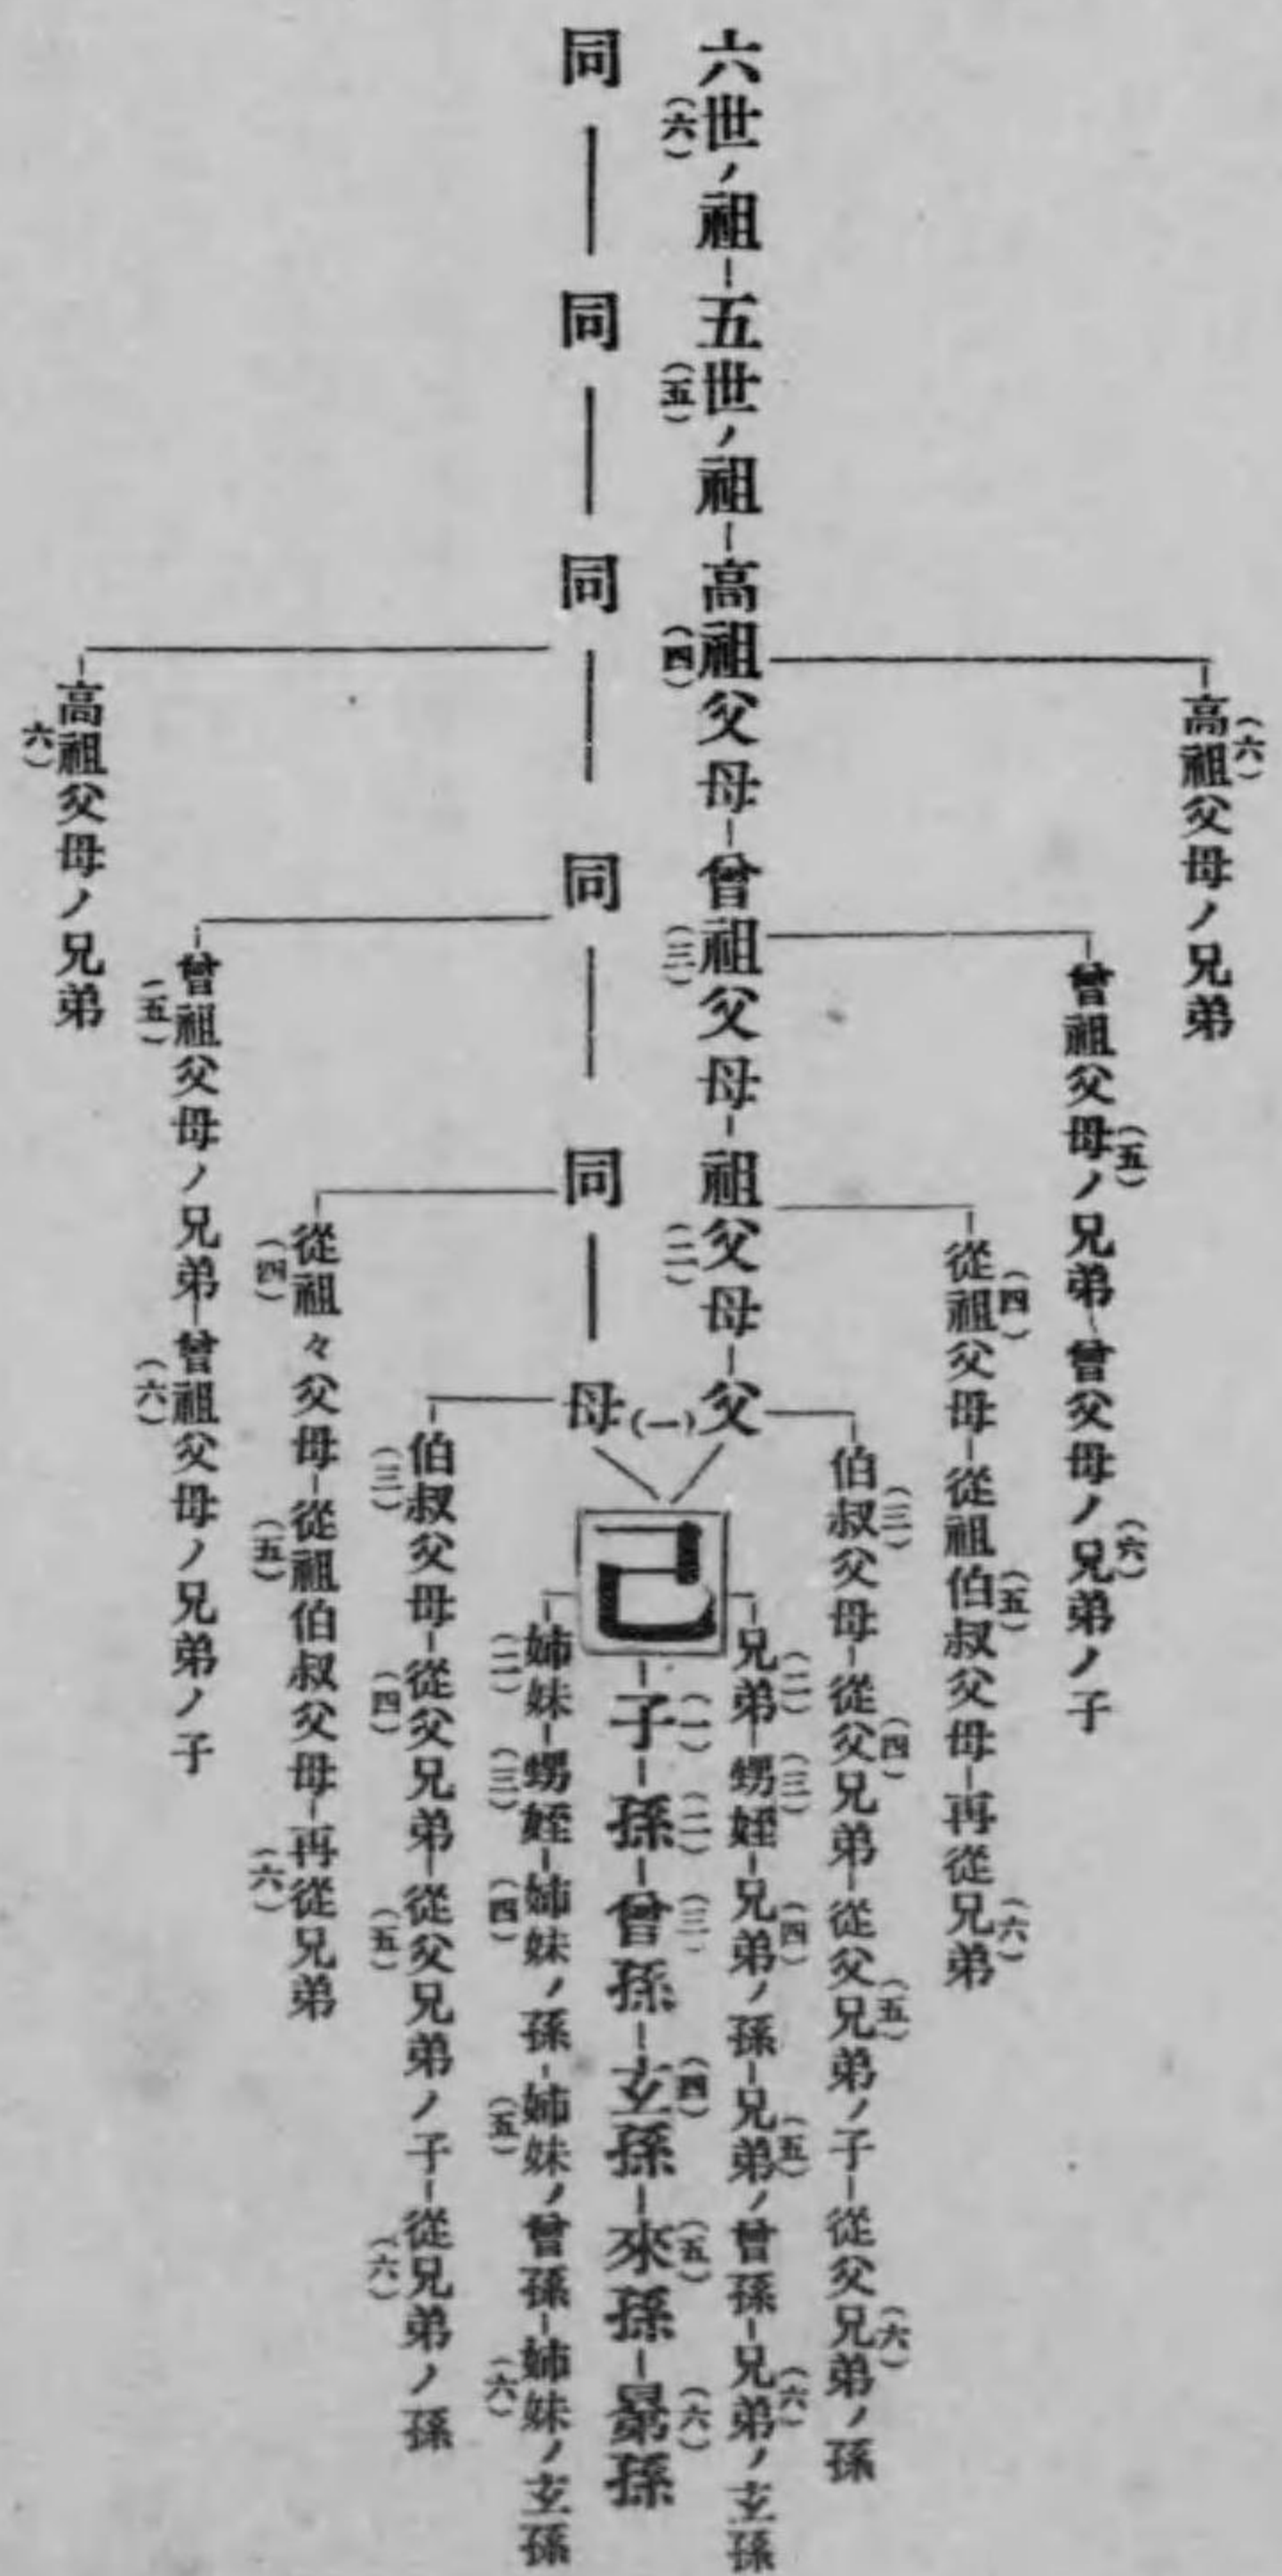 高祖父母ノ兄弟(六)
曾祖父母ノ兄弟(五)-曾父母ノ兄弟ノ子(六)
從祖父母(四)-從祖伯叔父母(五)-再從兄弟(六)
伯叔父母(三)-從父兄弟(四)-從父兄弟ノ子(五)-從父兄弟ノ孫(六)
六世ノ祖(六)-五世ノ祖(五)-高祖父母(四)-曾祖父母(三)-祖父母(二)-父
兄弟(二)-甥姪(三)-兄弟ノ孫(四)-兄弟ノ曾孫(五)-兄弟ノ玄孫(六)
(一)
己-子(一)-孫(二)-曾孫(三)-玄孫(四)-來孫(五)-曩孫(六)
同-同-同-同-同-母
姉妹(二)-甥姪(三)-姉妹ノ孫(四)-姉妹ノ曾孫(五)-姉妹ノ玄孫(六)
伯叔父母(三)-從父兄弟(四)-從父兄弟ノ子(五)-從兄弟ノ孫(六)
從祖々父母(四)-從祖伯叔父母(五)-再從兄弟(六)
曾祖父母ノ兄弟(五)-曾祖父母ノ兄弟ノ子(六)
高祖父母ノ兄弟(六)